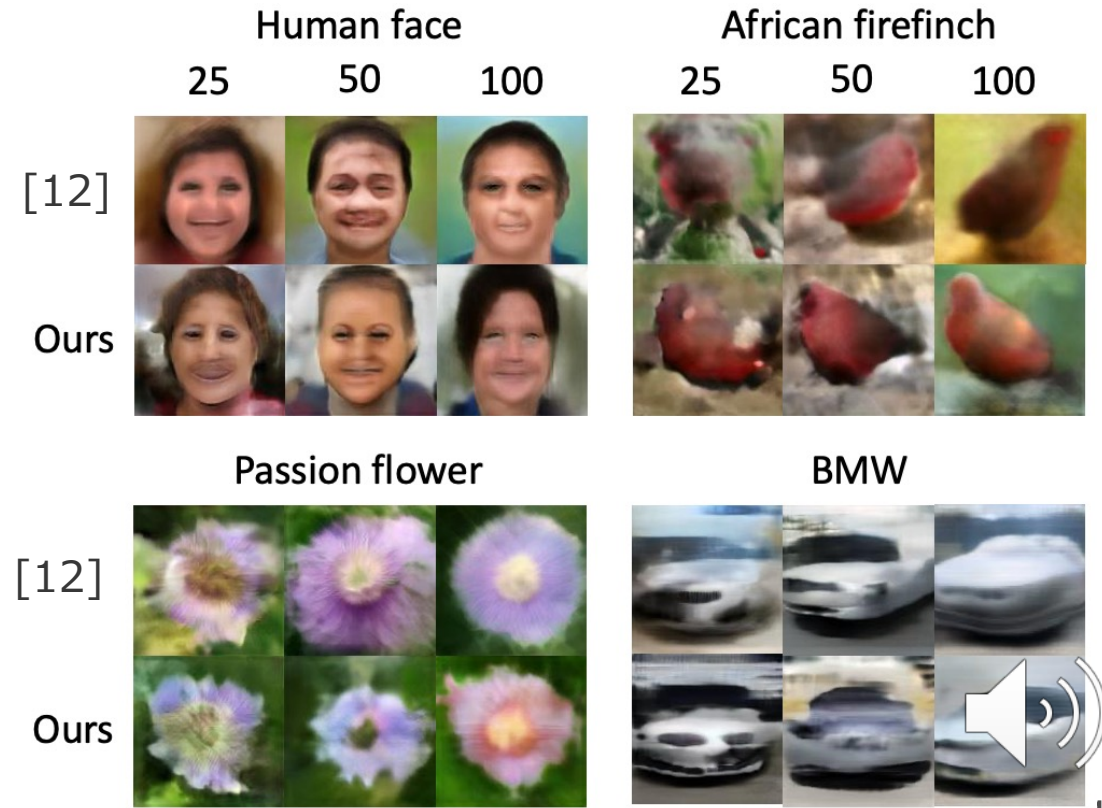 Human face
African firefinch
25 50 100
25 50 100
[12]
Ours
Passion flower
BMW
[12]
Ours